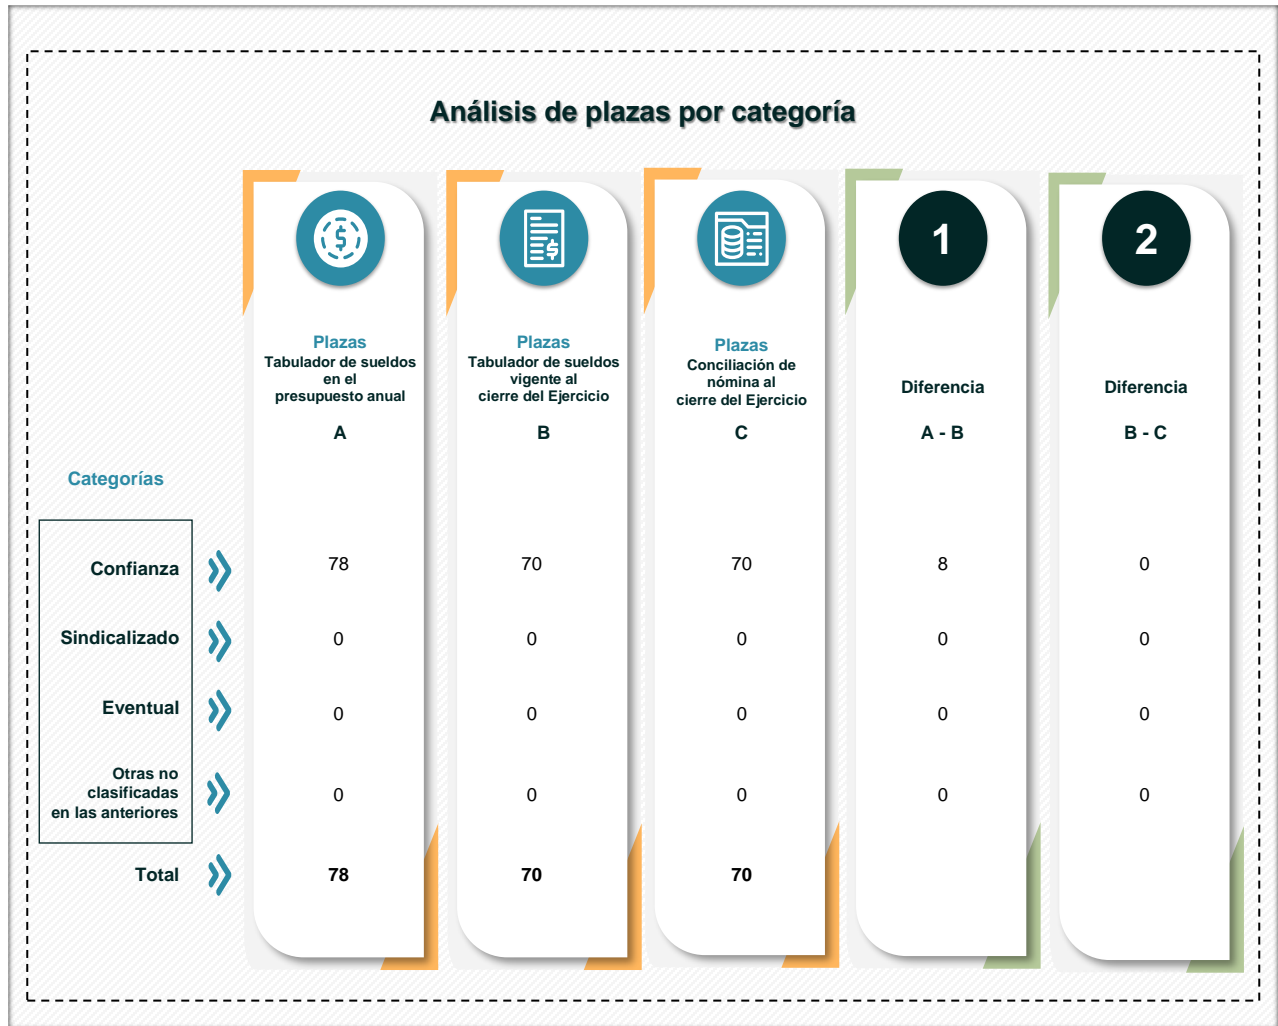 Análisis de plazas por categoría
1
2
Plazas
Tabulador de sueldos
en el
presupuesto anual
A
Plazas
Tabulador de sueldos
vigente al
cierre del Ejercicio
B
Plazas
Conciliación de
nómina al
cierre del Ejercicio
C
Diferencia
A - B
Diferencia
B - C
Categorías
Confianza 78 70 70 8 0
Sindicalizado 0 0 0 0 0
Eventual 0 0 0 0 0
Otras no
clasificadas
en las anteriores 0 0 0 0 0
Total 78 70 70